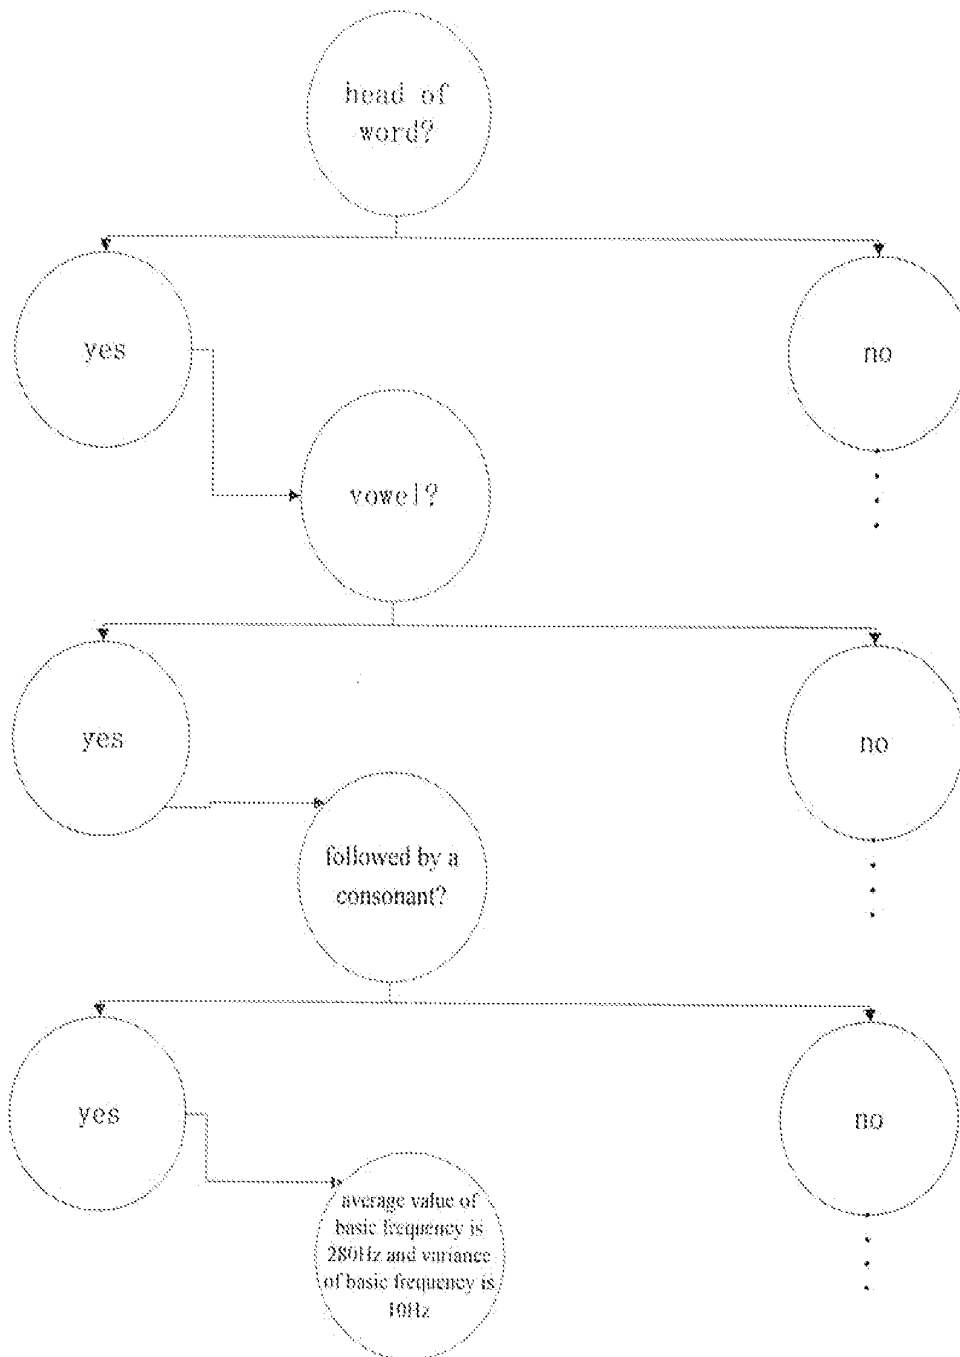 head of
word?
yes
no
vowel?
yes
no
followed by a
consonant?
yes
no
average value of
basic frequency is
280Hz and variance
of basic frequency is
10Hz